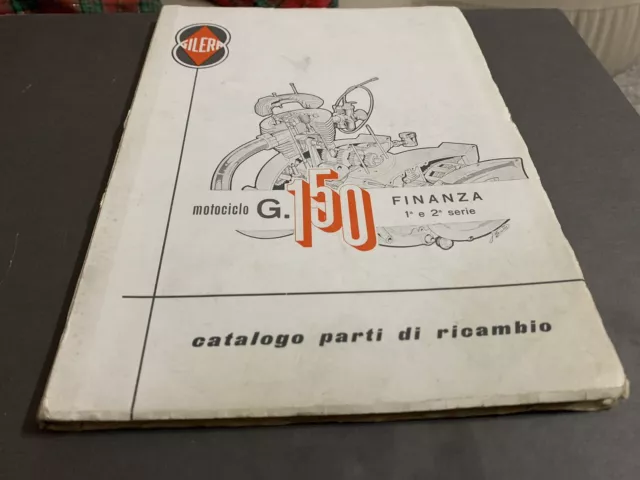 GILERA
motociclo G.150 FINANZA
1ª e 2ª serie
catalogo parti di ricambio